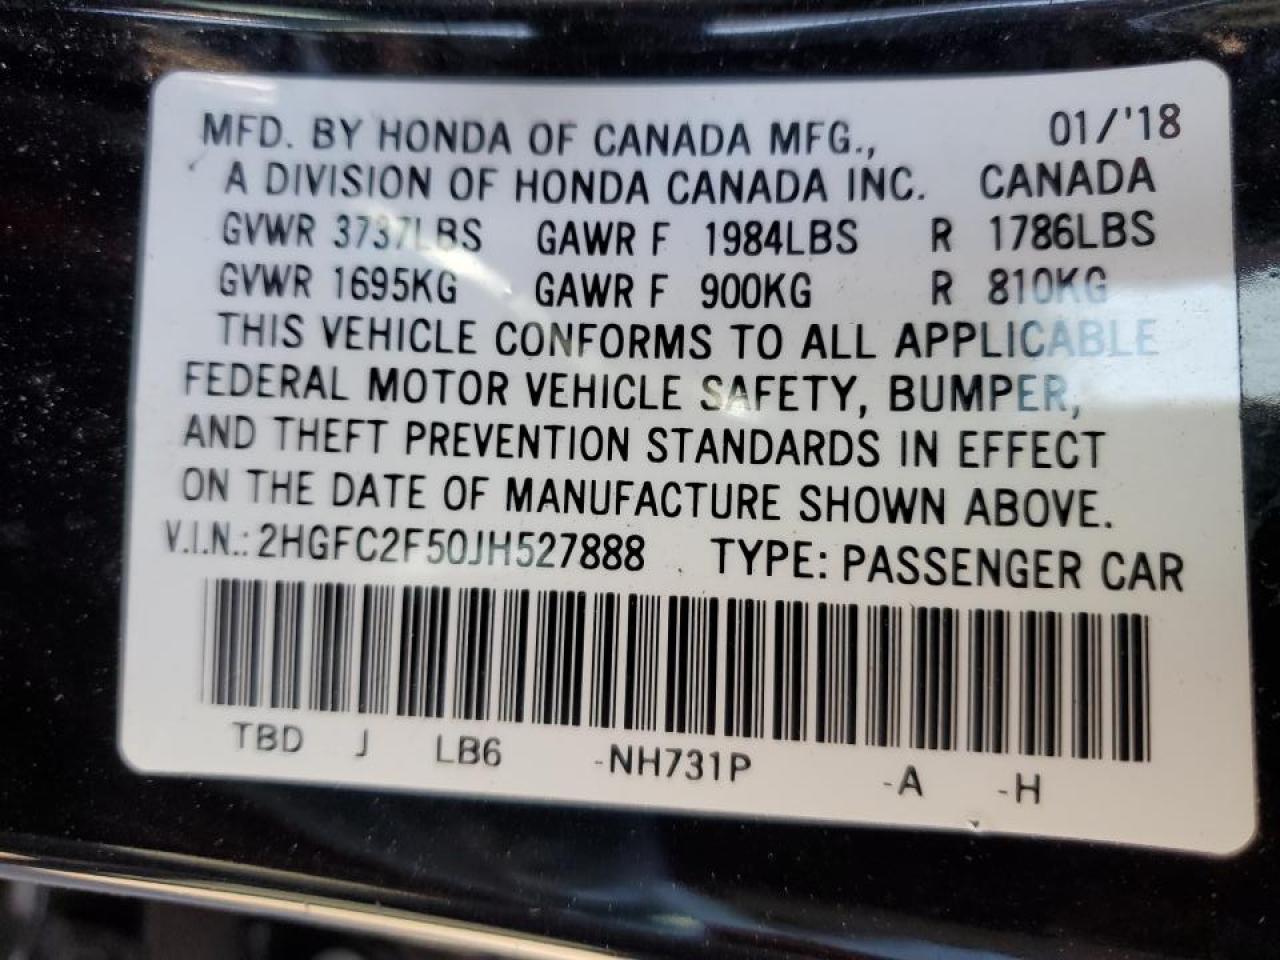 MFD. BY HONDA OF CANADA MFG., 01/'18
A DIVISION OF HONDA CANADA INC. CANADA
GVWR 3737LBS GAWR F 1984LBS R 1786LBS
GVWR 1695KG GAWR F 900KG R 810KG
THIS VEHICLE CONFORMS TO ALL APPLICABLE
FEDERAL MOTOR VEHICLE SAFETY, BUMPER,
AND THEFT PREVENTION STANDARDS IN EFFECT
ON THE DATE OF MANUFACTURE SHOWN ABOVE.
V.I.N.: 2HGFC2F50JH527888 TYPE: PASSENGER CAR
TBD J LB6 -NH731P -A -H